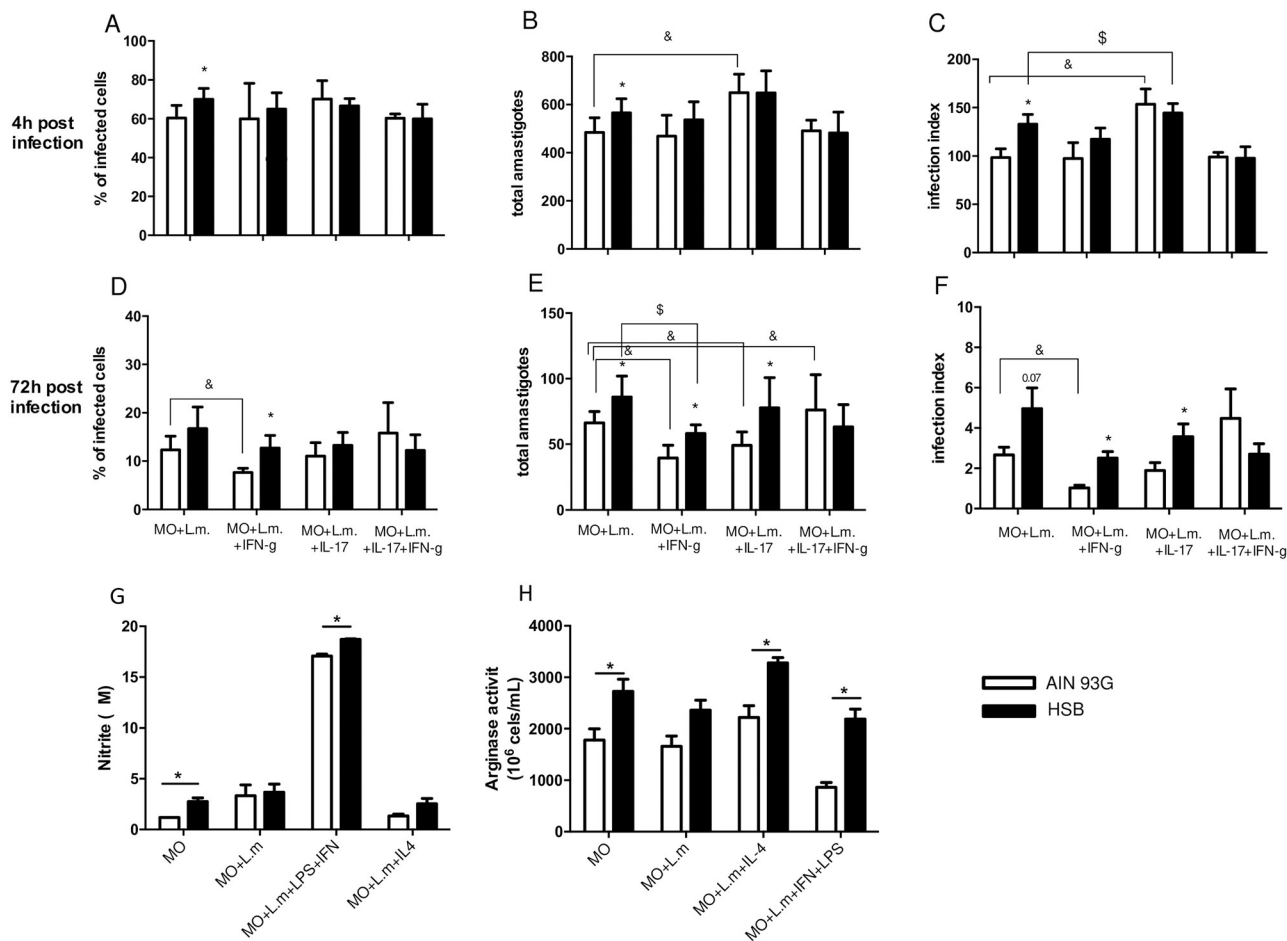 A
B
C
4h post
infection
% of infected cells
100
80
60
40
20
0
*
total amastigotes
800
600
400
200
0
&
*
infection index
200
150
100
50
0
$
&
*
D
E
F
72h post
infection
% of infected cells
40
30
20
10
0
&
*
MO+L.m.
MO+L.m.
+IFN-g
MO+L.m.
+IL-17
MO+L.m.
+IL-17+IFN-g
total amastigotes
150
100
50
0
$
&
&
&
*
*
*
MO+L.m.
MO+L.m.
+IFN-g
MO+L.m.
+IL-17
MO+L.m.
+IL-17+IFN-g
infection index
10
8
6
4
2
0
&
0.07
*
*
MO+L.m.
MO+L.m.
+IFN-g
MO+L.m.
+IL-17
MO+L.m.
+IL-17+IFN-g
G
H
Nitrite ( M)
20
15
10
5
0
*
*
MO
MO+L.m
MO+L.m+LPS+IFN
MO+L.m+IL4
Arginase activit
(10⁶ cels/mL)
4000
3000
2000
1000
0
*
*
*
MO
MO+L.m
MO+L.m+IL-4
MO+L.m+IFN+LPS
AIN 93G
HSB